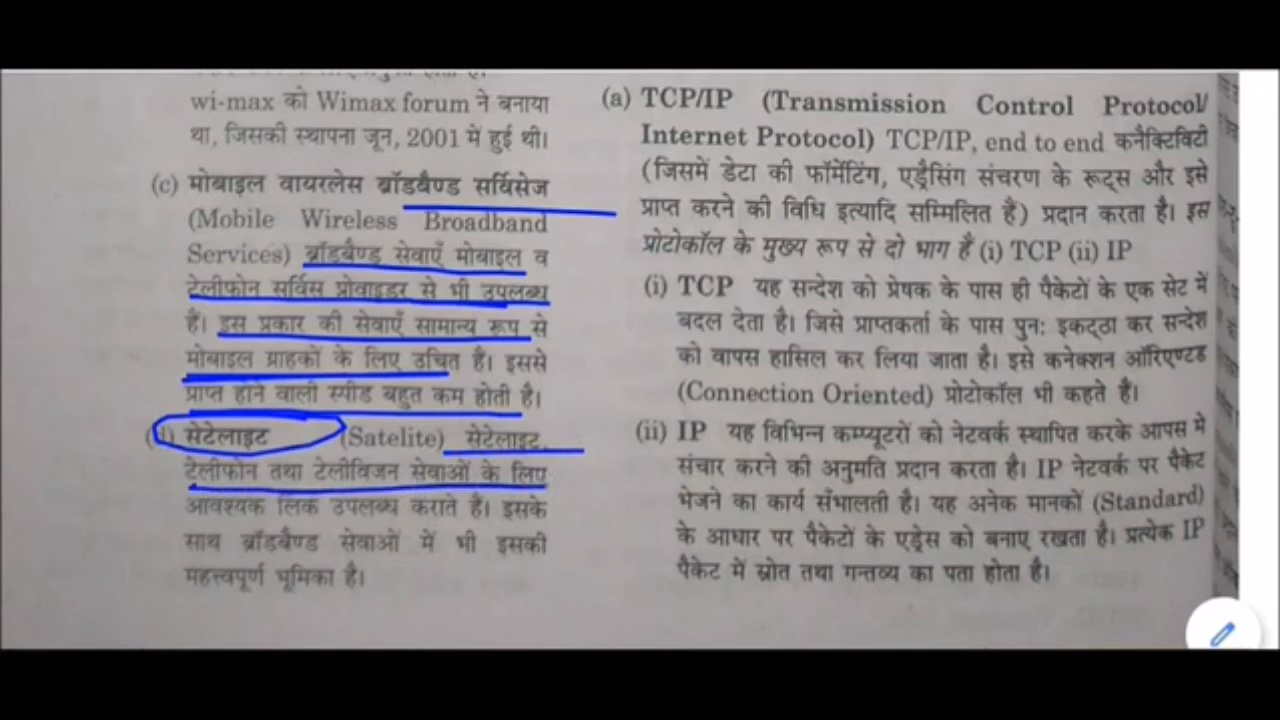 wi-max को Wimax forum ने बनाया
था, जिसकी स्थापना जून, 2001 में हुई थी।
(c) मोबाइल वायरलेस ब्रॉडबैण्ड सर्विसेज
(Mobile Wireless Broadband
Services) ब्रॉडबैण्ड सेवाएँ मोबाइल व
टेलीफोन सर्विस प्रोवाइडर से भी उपलब्ध
हैं। इस प्रकार की सेवाएँ सामान्य रूप से
मोबाइल ग्राहकों के लिए उचित हैं। इससे
प्राप्त होने वाली स्पीड बहुत कम होती है।
(d) सेटेलाइट (Satelite) सेटेलाइट,
टेलीफोन तथा टेलीविजन सेवाओं के लिए
आवश्यक लिंक उपलब्ध कराते हैं। इसके
साथ ब्रॉडबैण्ड सेवाओं में भी इसकी
महत्त्वपूर्ण भूमिका है।
(a) TCP/IP (Transmission Control Protocol/
Internet Protocol) TCP/IP, end to end कनैक्टिविटी
(जिसमें डेटा की फॉर्मेटिंग, एड्रैसिंग संचरण के रूट्स और इसे
प्राप्त करने की विधि इत्यादि सम्मिलित हैं) प्रदान करता है। इस
प्रोटोकॉल के मुख्य रूप से दो भाग हैं (i) TCP (ii) IP
(i) TCP यह सन्देश को प्रेषक के पास ही पैकेटों के एक सेट में
बदल देता है। जिसे प्राप्तकर्ता के पास पुन: इकट्ठा कर सन्देश
को वापस हासिल कर लिया जाता है। इसे कनेक्शन ऑरिएण्टड
(Connection Oriented) प्रोटोकॉल भी कहते हैं।
(ii) IP यह विभिन्न कम्प्यूटरों को नेटवर्क स्थापित करके आपस में
संचार करने की अनुमति प्रदान करता है। IP नेटवर्क पर पैकेट
भेजने का कार्य सँभालती है। यह अनेक मानकों (Standard)
के आधार पर पैकेटों के एड्रेस को बनाए रखता है। प्रत्येक IP
पैकेट में स्रोत तथा गन्तव्य का पता होता है।